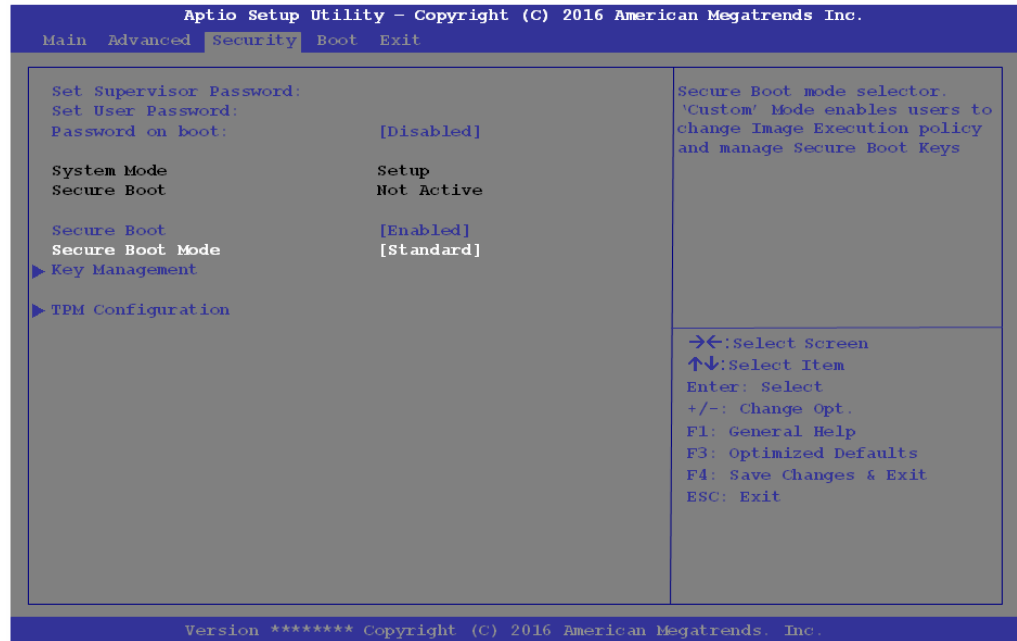 Aptio Setup Utility – Copyright (C) 2016 American Megatrends Inc.
Main Advanced Security Boot Exit
Set Supervisor Password:
Set User Password:
Password on boot: [Disabled]
System Mode Setup
Secure Boot Not Active
Secure Boot [Enabled]
Secure Boot Mode [Standard]
▶ Key Management
▶ TPM Configuration
Secure Boot mode selector.
'Custom' Mode enables users to
change Image Execution policy
and manage Secure Boot Keys
→←:Select Screen
↑↓:Select Item
Enter: Select
+/-: Change Opt.
F1: General Help
F3: Optimized Defaults
F4: Save Changes & Exit
ESC: Exit
Version ******** Copyright (C) 2016 American Megatrends. Inc.